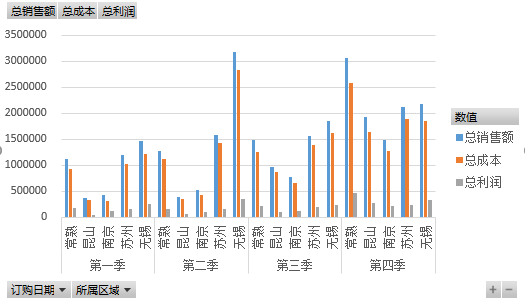 总销售额 总成本 总利润
3500000
3000000
2500000
2000000
1500000
1000000
500000
0
常熟 昆山 南京 苏州 无锡 常熟 昆山 南京 苏州 无锡 常熟 昆山 南京 苏州 无锡 常熟 昆山 南京 苏州 无锡
第一季 第二季 第三季 第四季
数值
总销售额
总成本
总利润
订购日期 所属区域